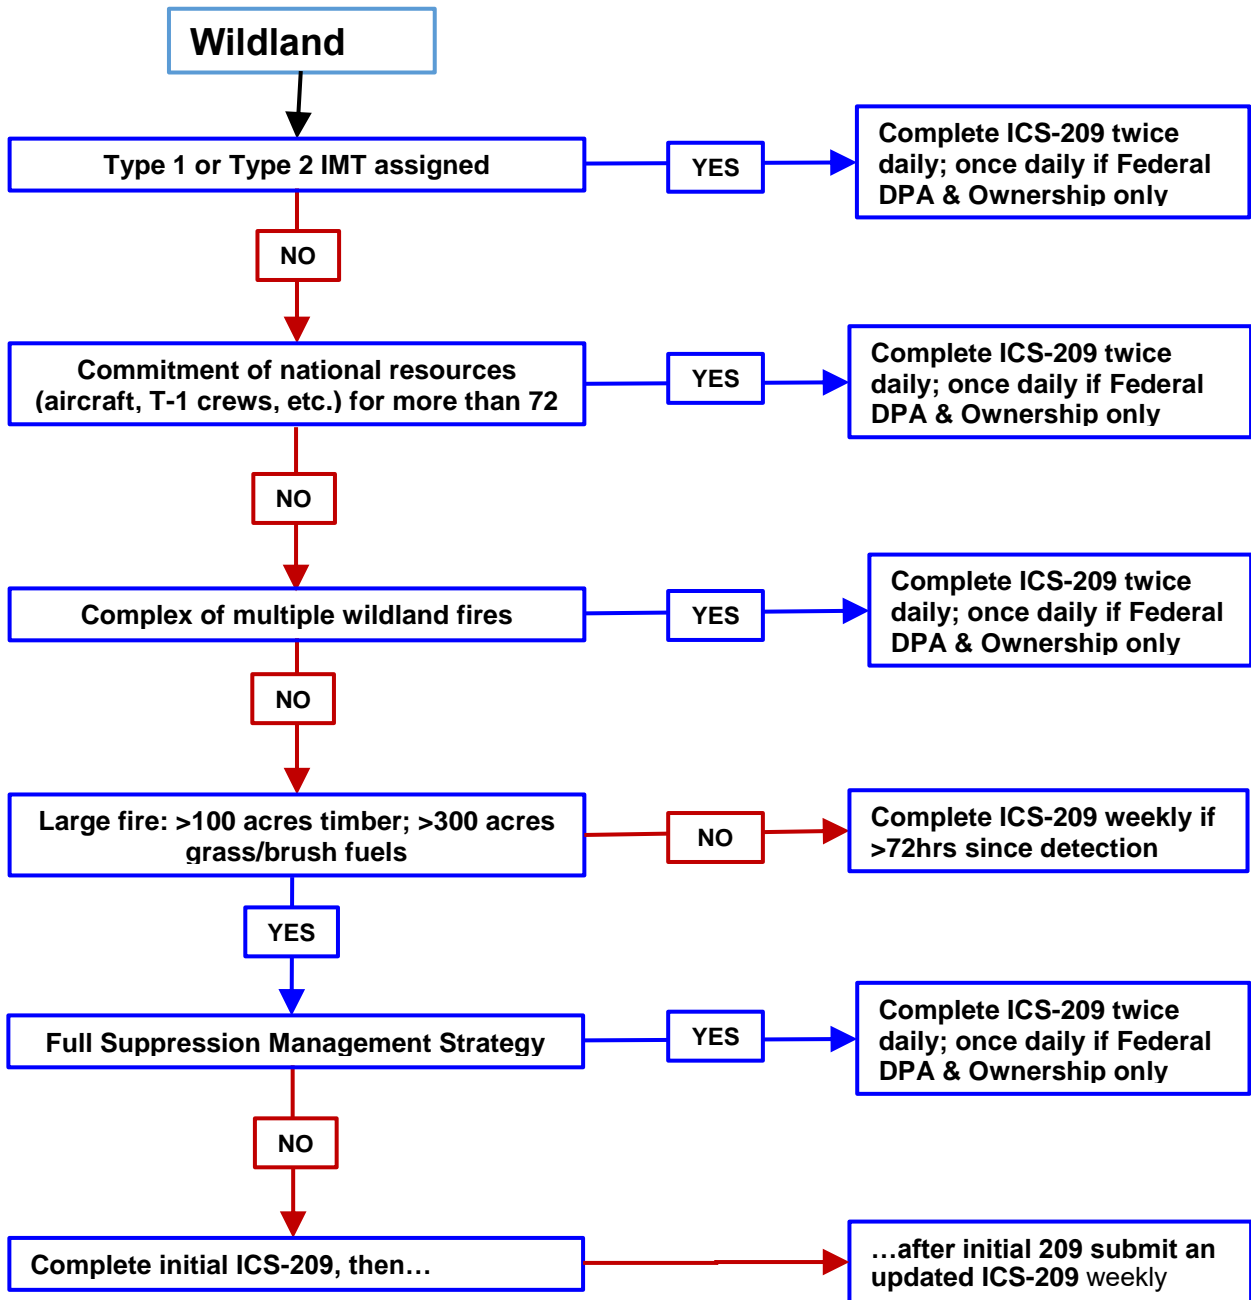 Wildland
Type 1 or Type 2 IMT assigned
YES
Complete ICS-209 twice
daily; once daily if Federal
DPA & Ownership only
NO
Commitment of national resources
(aircraft, T-1 crews, etc.) for more than 72
YES
Complete ICS-209 twice
daily; once daily if Federal
DPA & Ownership only
NO
Complex of multiple wildland fires
YES
Complete ICS-209 twice
daily; once daily if Federal
DPA & Ownership only
NO
Large fire: >100 acres timber; >300 acres
grass/brush fuels
NO
Complete ICS-209 weekly if
>72hrs since detection
YES
Full Suppression Management Strategy
YES
Complete ICS-209 twice
daily; once daily if Federal
DPA & Ownership only
NO
Complete initial ICS-209, then…
…after initial 209 submit an
updated ICS-209 weekly